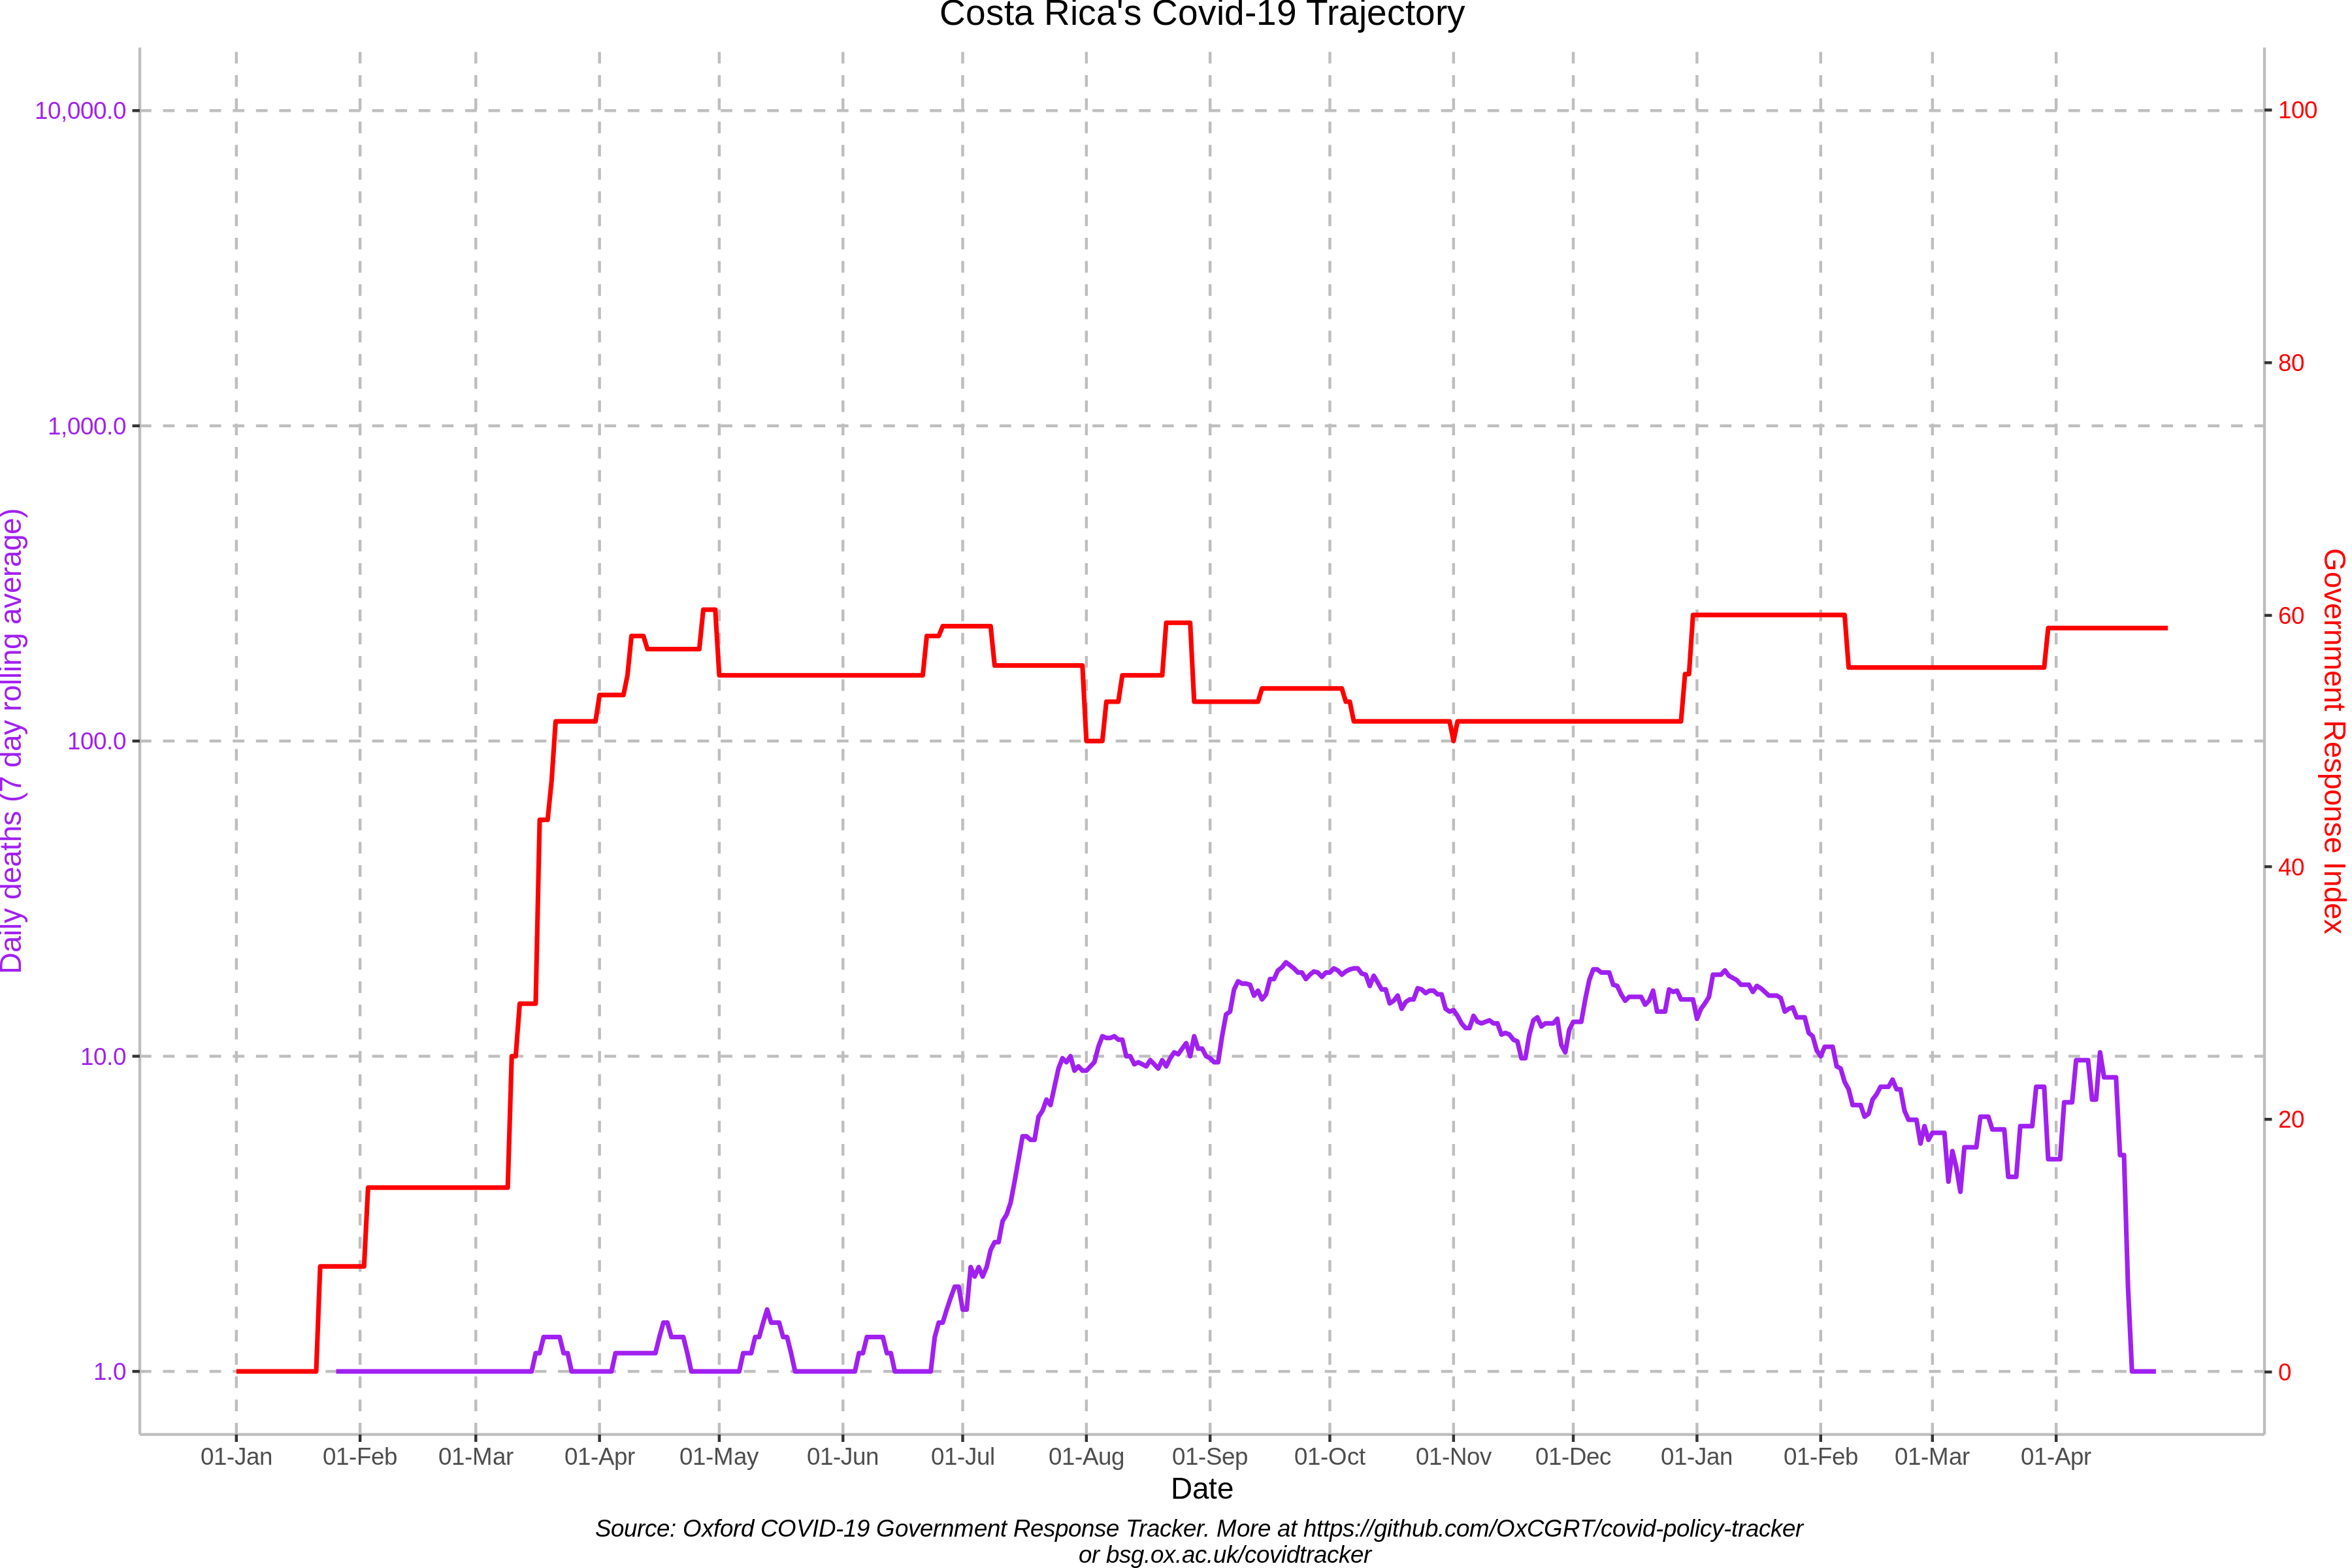 Costa Rica's Covid-19 Trajectory
10,000.0
1,000.0
100.0
10.0
1.0
Daily deaths (7 day rolling average)
100
80
60
40
20
0
Government Response Index
01-Jan 01-Feb 01-Mar 01-Apr 01-May 01-Jun 01-Jul 01-Aug 01-Sep 01-Oct 01-Nov 01-Dec 01-Jan 01-Feb 01-Mar 01-Apr
Date
Source: Oxford COVID-19 Government Response Tracker. More at https://github.com/OxCGRT/covid-policy-tracker
or bsg.ox.ac.uk/covidtracker